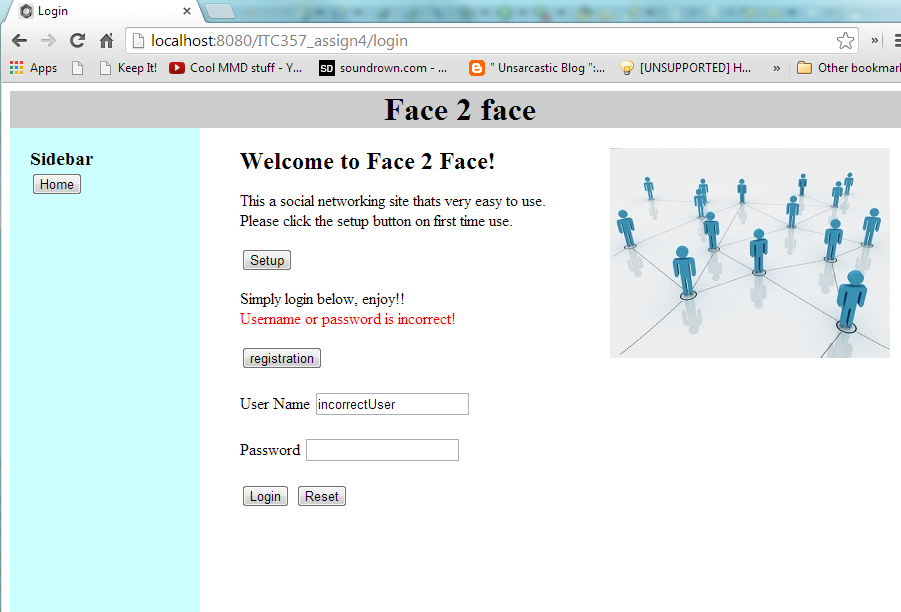 Login
localhost:8080/ITC357_assign4/login
Apps Keep It! Cool MMD stuff - Y... SD soundrown.com - ... " Unsarcastic Blog ":... [UNSUPPORTED] H... » Other bookmar
Face 2 face
Sidebar
Home
Welcome to Face 2 Face!
This a social networking site thats very easy to use.
Please click the setup button on first time use.
Setup
Simply login below, enjoy!!
Username or password is incorrect!
registration
User Name incorrectUser
Password
Login Reset